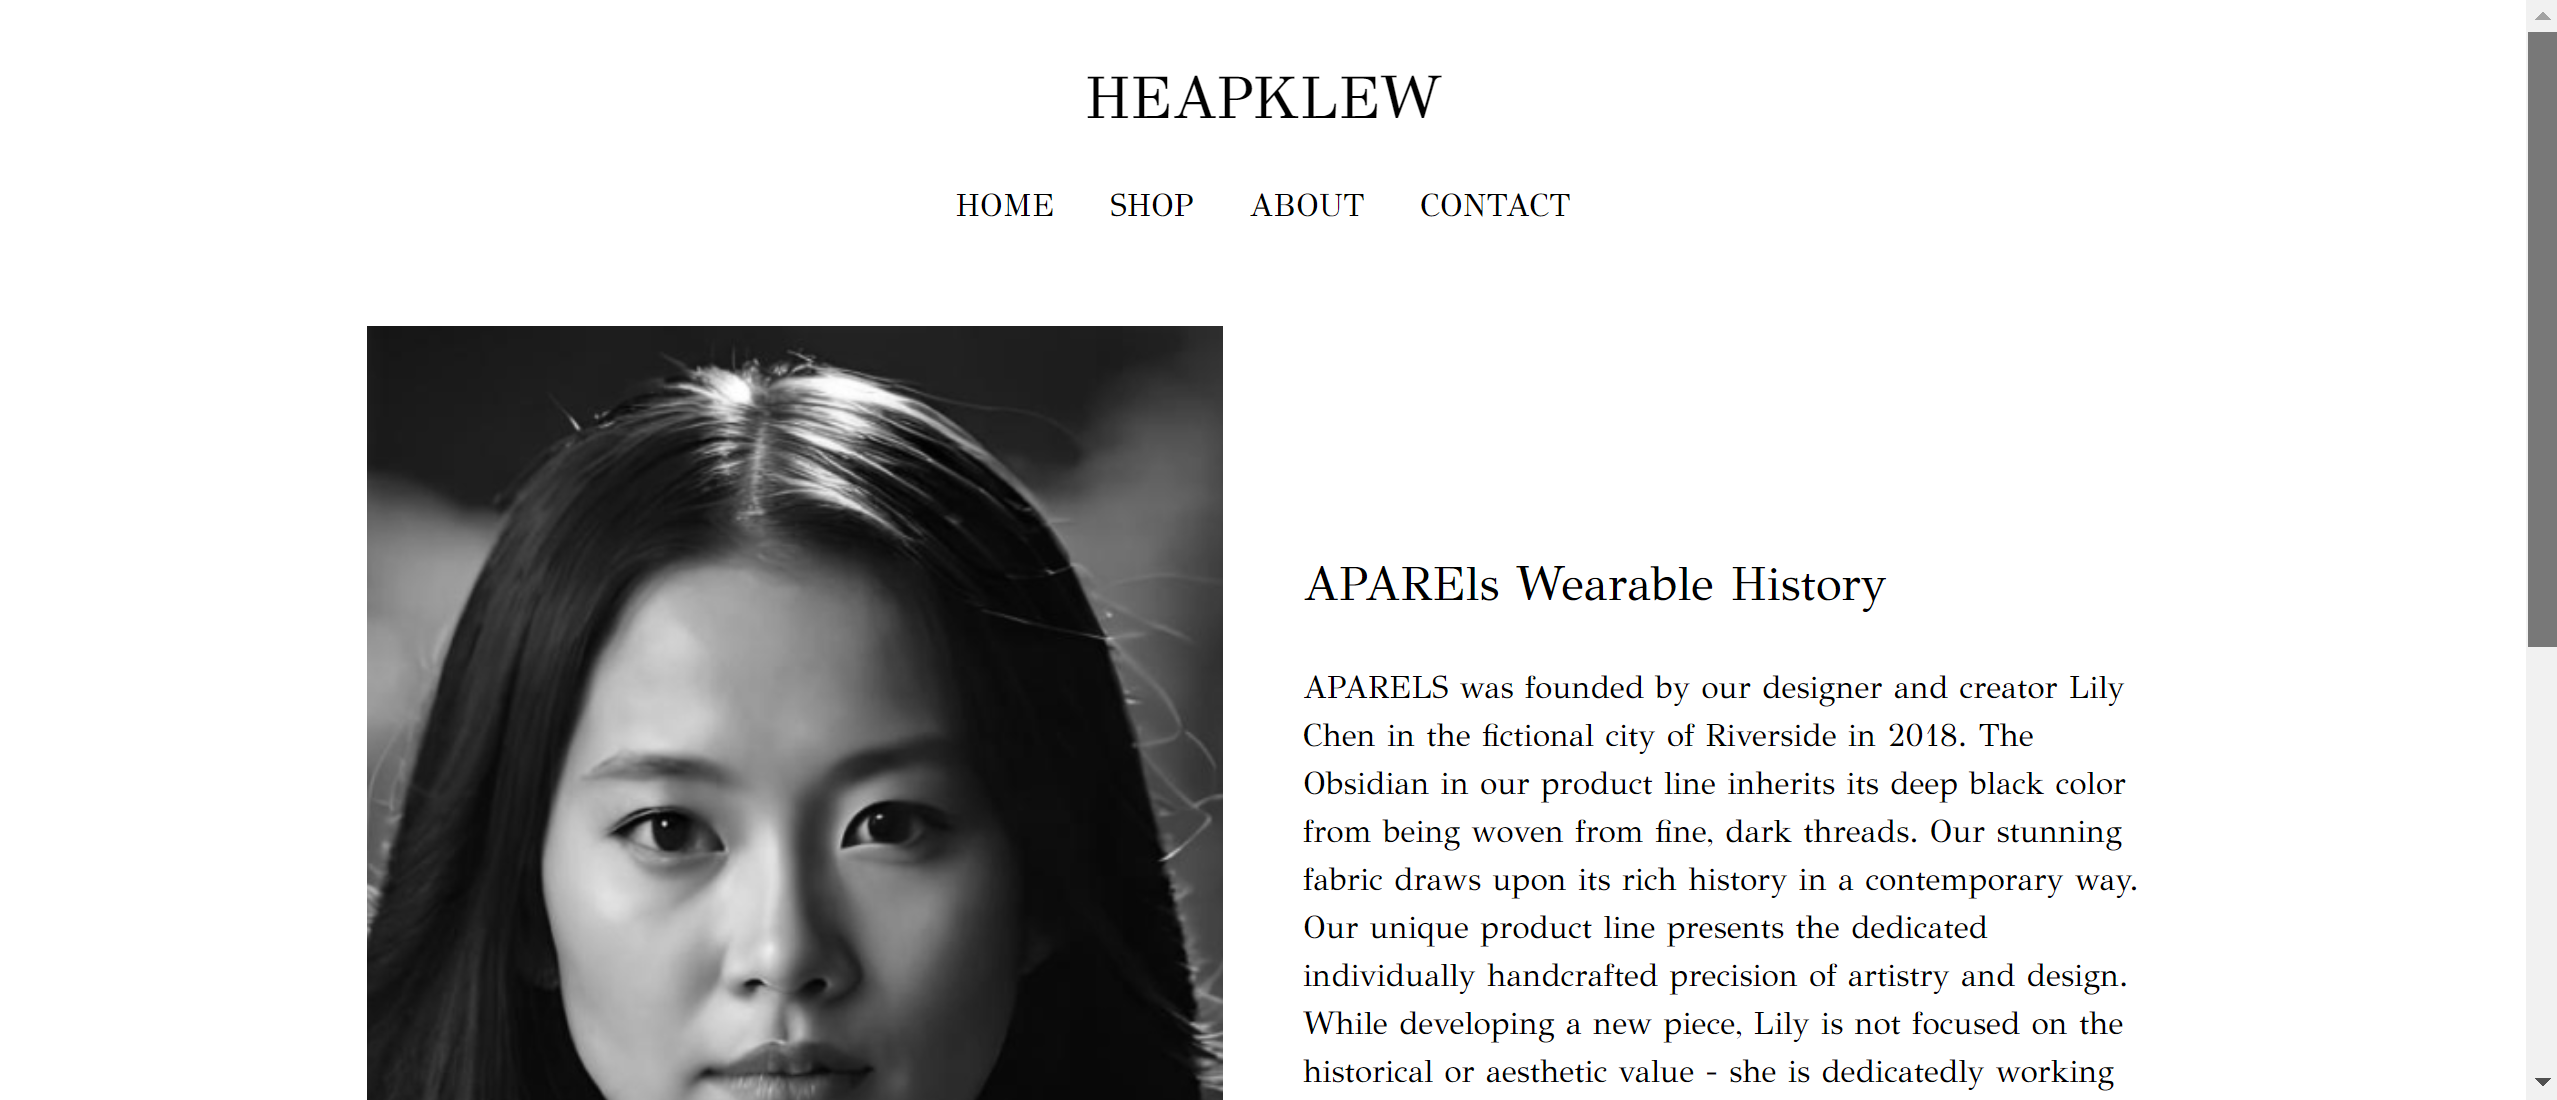 HEAPKLEW
HOME SHOP ABOUT CONTACT
APAREls Wearable History
APARELS was founded by our designer and creator Lily
Chen in the fictional city of Riverside in 2018. The
Obsidian in our product line inherits its deep black color
from being woven from fine, dark threads. Our stunning
fabric draws upon its rich history in a contemporary way.
Our unique product line presents the dedicated
individually handcrafted precision of artistry and design.
While developing a new piece, Lily is not focused on the
historical or aesthetic value - she is dedicatedly working